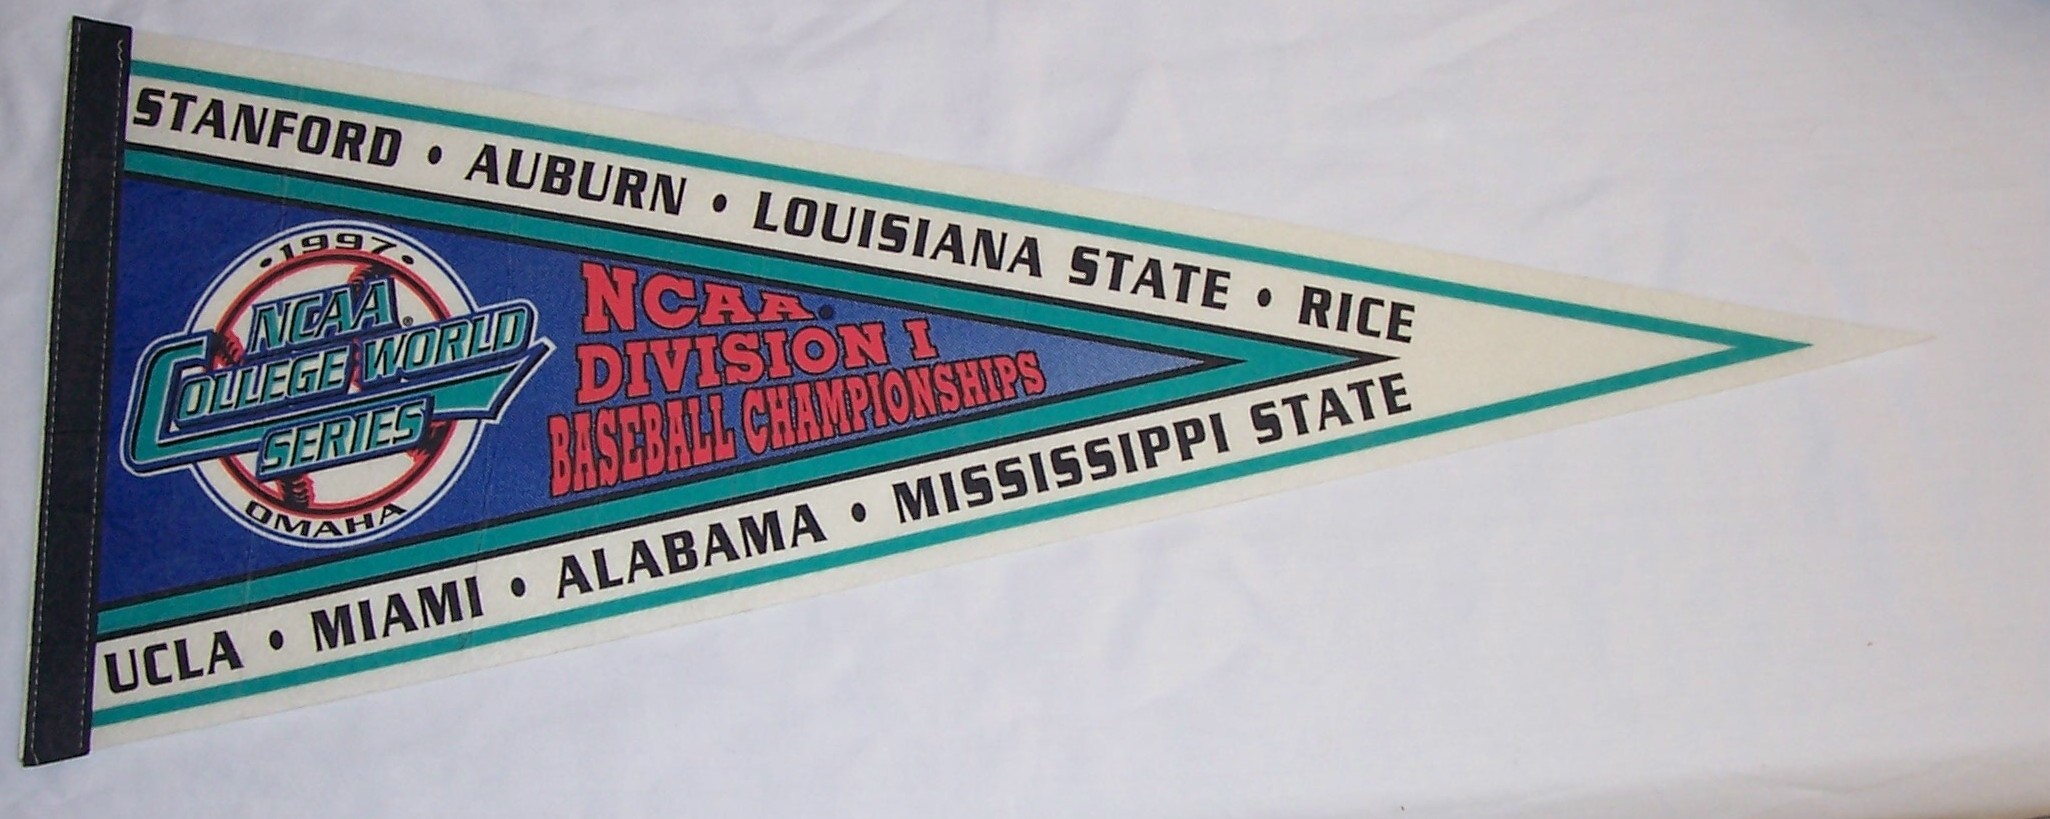 STANFORD • AUBURN • LOUISIANA STATE • RICE
• 1997 •
NCAA®
COLLEGE WORLD
SERIES
OMAHA
NCAA
DIVISION I
BASEBALL CHAMPIONSHIPS
UCLA • MIAMI • ALABAMA • MISSISSIPPI STATE